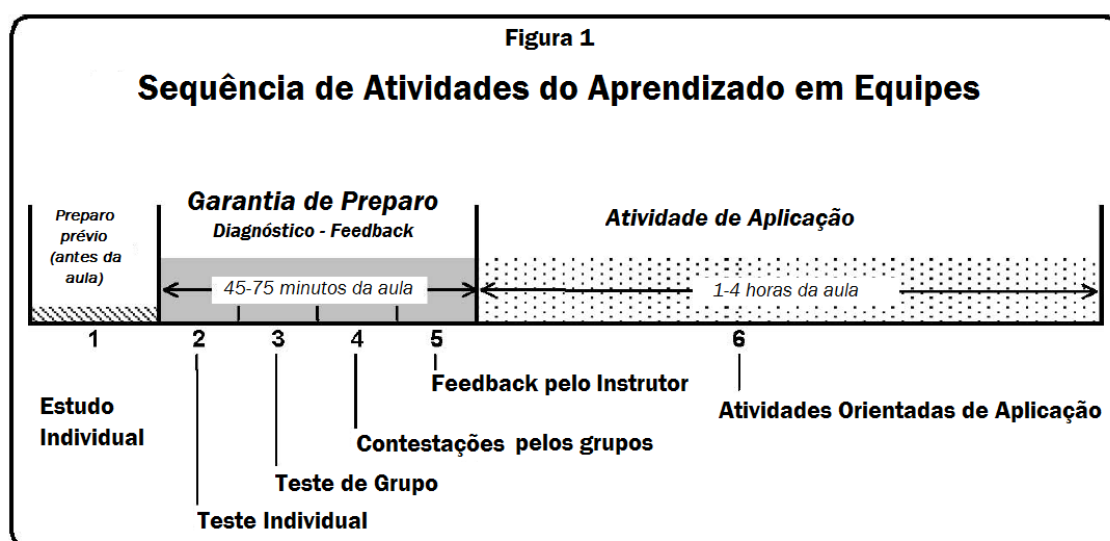 Figura 1
Sequência de Atividades do Aprendizado em Equipes
Preparo
prévio
(antes da
aula)
Garantia de Preparo
Diagnóstico - Feedback
Atividade de Aplicação
45-75 minutos da aula
1-4 horas da aula
1
2
3
4
5
6
Estudo
Individual
Feedback pelo Instrutor
Atividades Orientadas de Aplicação
Contestações pelos grupos
Teste de Grupo
Teste Individual